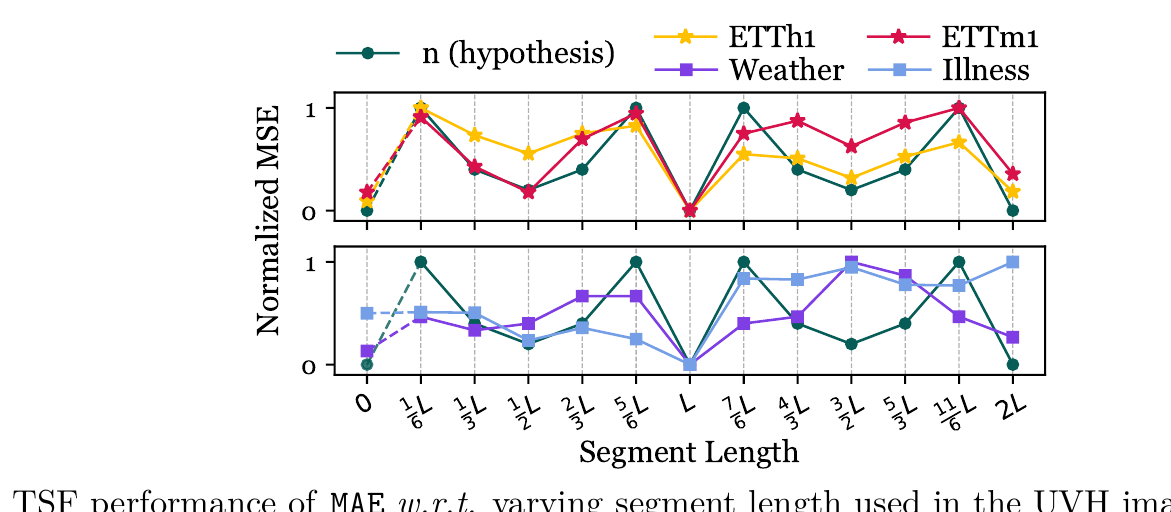 n (hypothesis) ETTh1 ETTm1
Weather Illness
Normalized MSE
1
0
1
0
0 1/6 L 1/3 L 1/2 L 2/3 L 5/6 L L 7/6 L 4/3 L 3/2 L 5/3 L 11/6 L 2L
Segment Length
TSF performance of MAE w.r.t. varying segment length used in the UVH ima